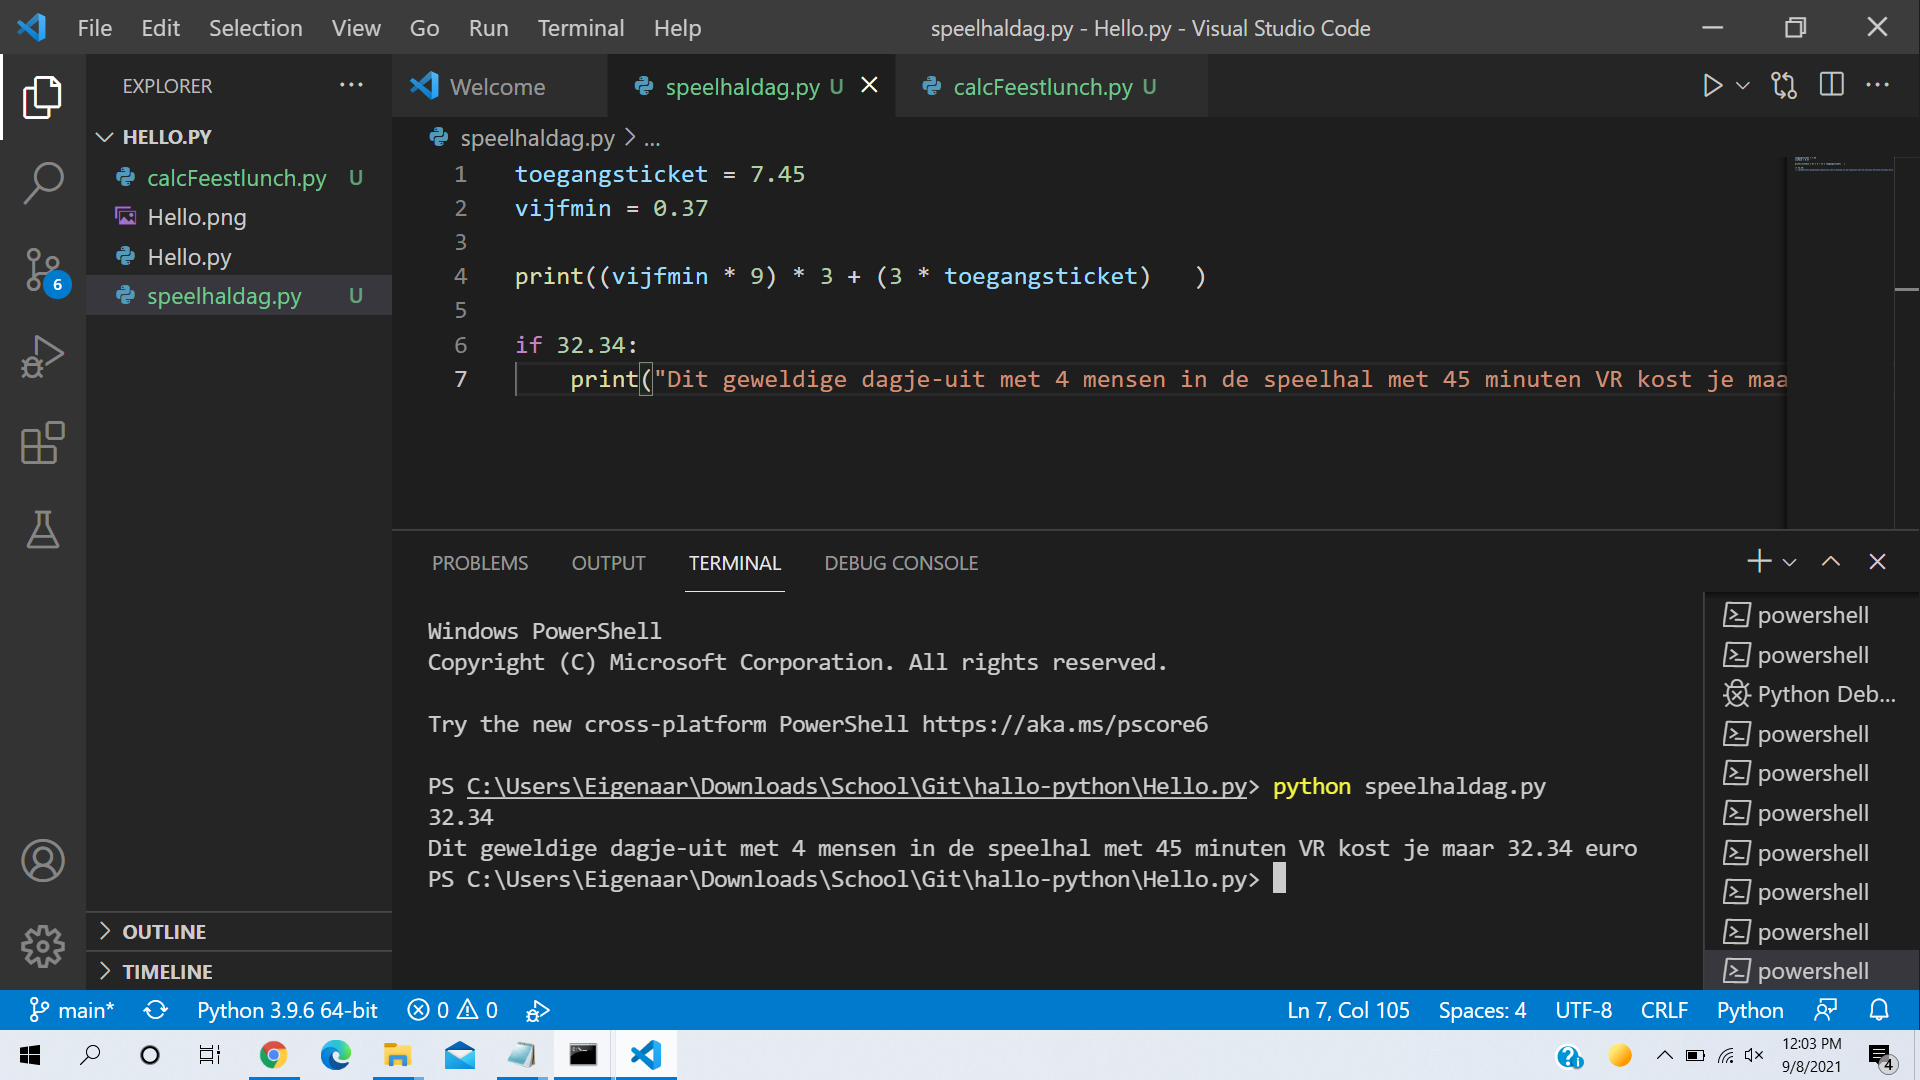 File Edit Selection View Go Run Terminal Help
speelhaldag.py - Hello.py - Visual Studio Code
EXPLORER
HELLO.PY
calcFeestlunch.py U
Hello.png
Hello.py
speelhaldag.py U
OUTLINE
TIMELINE
6
Welcome
speelhaldag.py U
calcFeestlunch.py U
speelhaldag.py > ...
1 toegangsticket = 7.45
2 vijfmin = 0.37
3
4 print((vijfmin * 9) * 3 + (3 * toegangsticket)   )
5
6 if 32.34:
7     print("Dit geweldige dagje-uit met 4 mensen in de speelhal met 45 minuten VR kost je maa
PROBLEMS OUTPUT TERMINAL DEBUG CONSOLE
Windows PowerShell
Copyright (C) Microsoft Corporation. All rights reserved.
Try the new cross-platform PowerShell https://aka.ms/pscore6
PS C:\Users\Eigenaar\Downloads\School\Git\hallo-python\Hello.py> python speelhaldag.py
32.34
Dit geweldige dagje-uit met 4 mensen in de speelhal met 45 minuten VR kost je maar 32.34 euro
PS C:\Users\Eigenaar\Downloads\School\Git\hallo-python\Hello.py>
powershell
powershell
Python Deb...
powershell
powershell
powershell
powershell
powershell
powershell
powershell
main* Python 3.9.6 64-bit 0 0
Ln 7, Col 105 Spaces: 4 UTF-8 CRLF Python
12:03 PM
9/8/2021
4